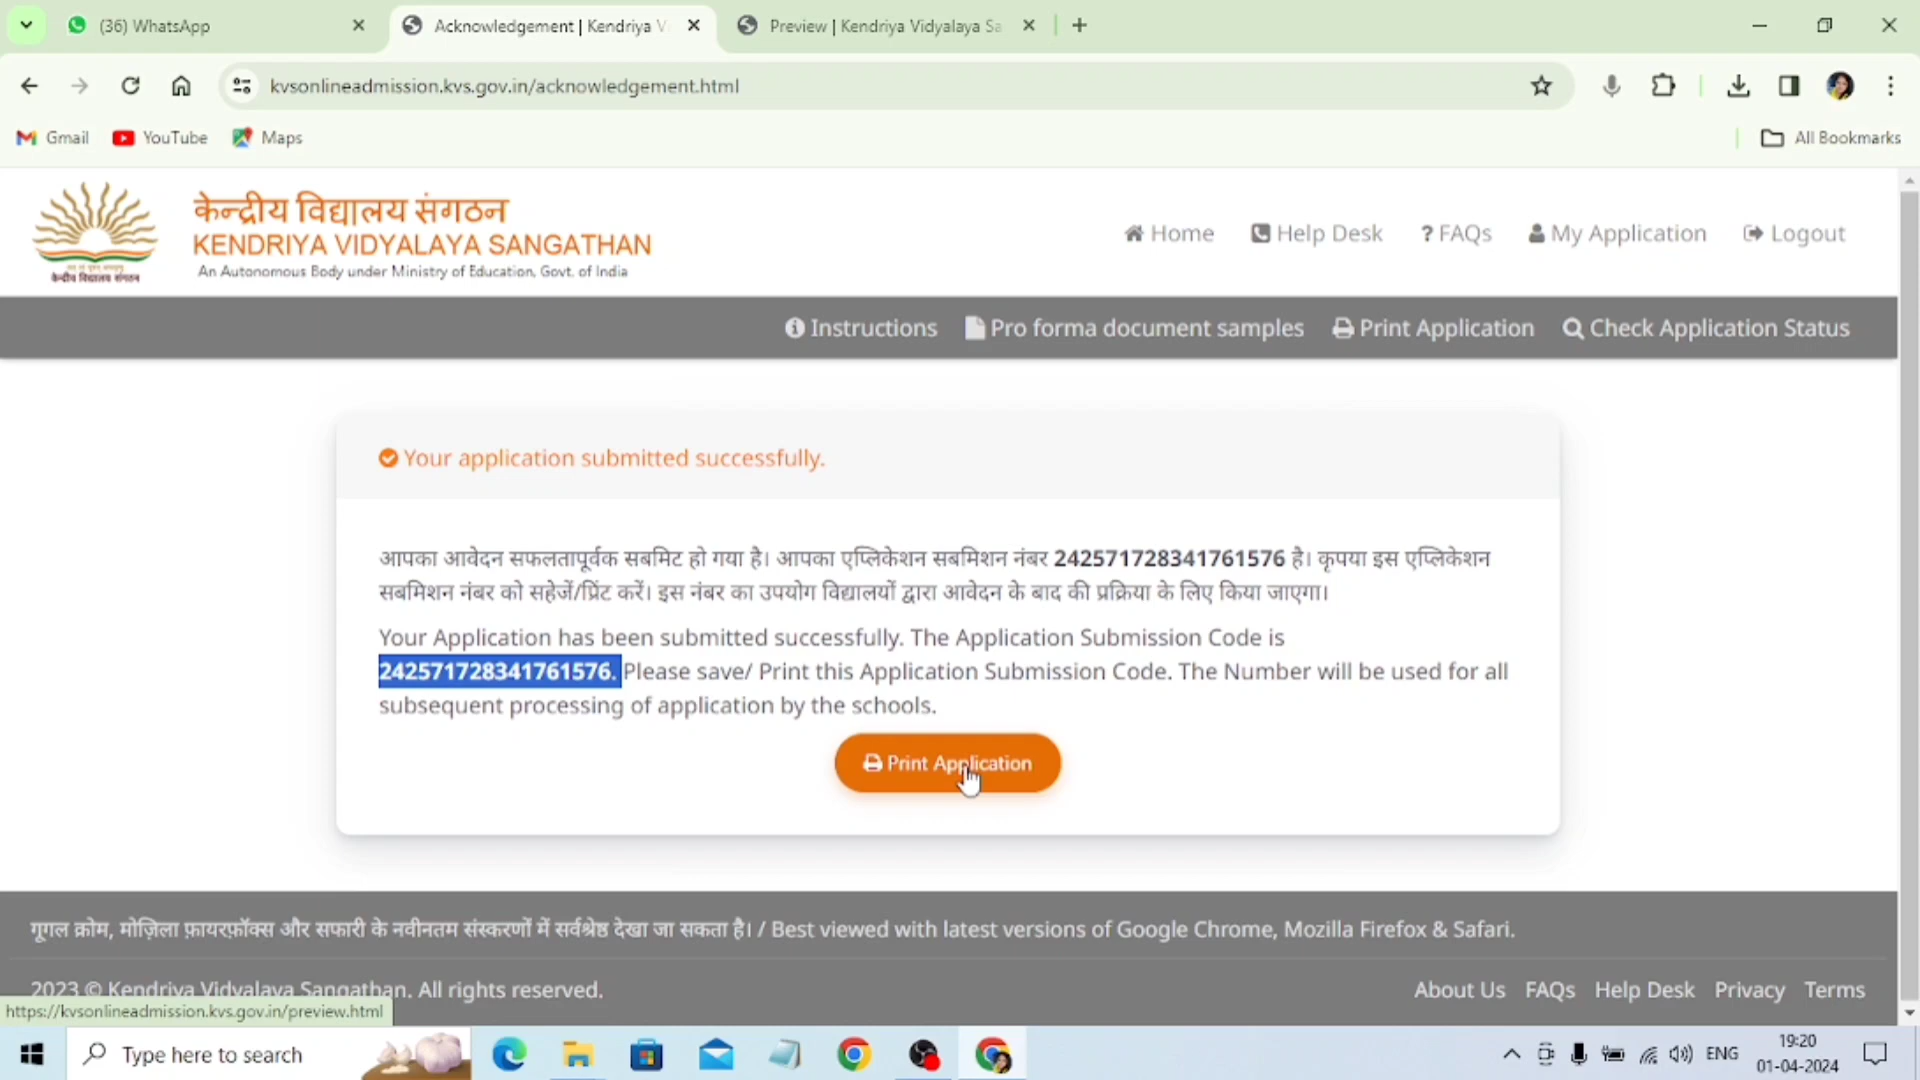 (36) WhatsApp
Acknowledgement | Kendriya V
Preview | Kendriya Vidyalaya Sa
kvsonlineadmission.kvs.gov.in/acknowledgement.html
Gmail YouTube Maps
All Bookmarks
केन्द्रीय विद्यालय संगठन
KENDRIYA VIDYALAYA SANGATHAN
An Autonomous Body under Ministry of Education, Govt. of India
केन्द्रीय विद्यालय संगठन
Home Help Desk ? FAQs My Application Logout
Instructions Pro forma document samples Print Application Check Application Status
Your application submitted successfully.
आपका आवेदन सफलतापूर्वक सबमिट हो गया है। आपका एप्लिकेशन सबमिशन नंबर 242571728341761576 है। कृपया इस एप्लिकेशन
सबमिशन नंबर को सहेजें/प्रिंट करें। इस नंबर का उपयोग विद्यालयों द्वारा आवेदन के बाद की प्रक्रिया के लिए किया जाएगा।
Your Application has been submitted successfully. The Application Submission Code is
242571728341761576. Please save/ Print this Application Submission Code. The Number will be used for all
subsequent processing of application by the schools.
Print Application
गूगल क्रोम, मोज़िला फ़ायरफ़ॉक्स और सफारी के नवीनतम संस्करणों में सर्वश्रेष्ठ देखा जा सकता है। / Best viewed with latest versions of Google Chrome, Mozilla Firefox & Safari.
2023 © Kendriya Vidyalaya Sangathan. All rights reserved.
About Us FAQs Help Desk Privacy Terms
https://kvsonlineadmission.kvs.gov.in/preview.html
Type here to search
ENG
19:20
01-04-2024